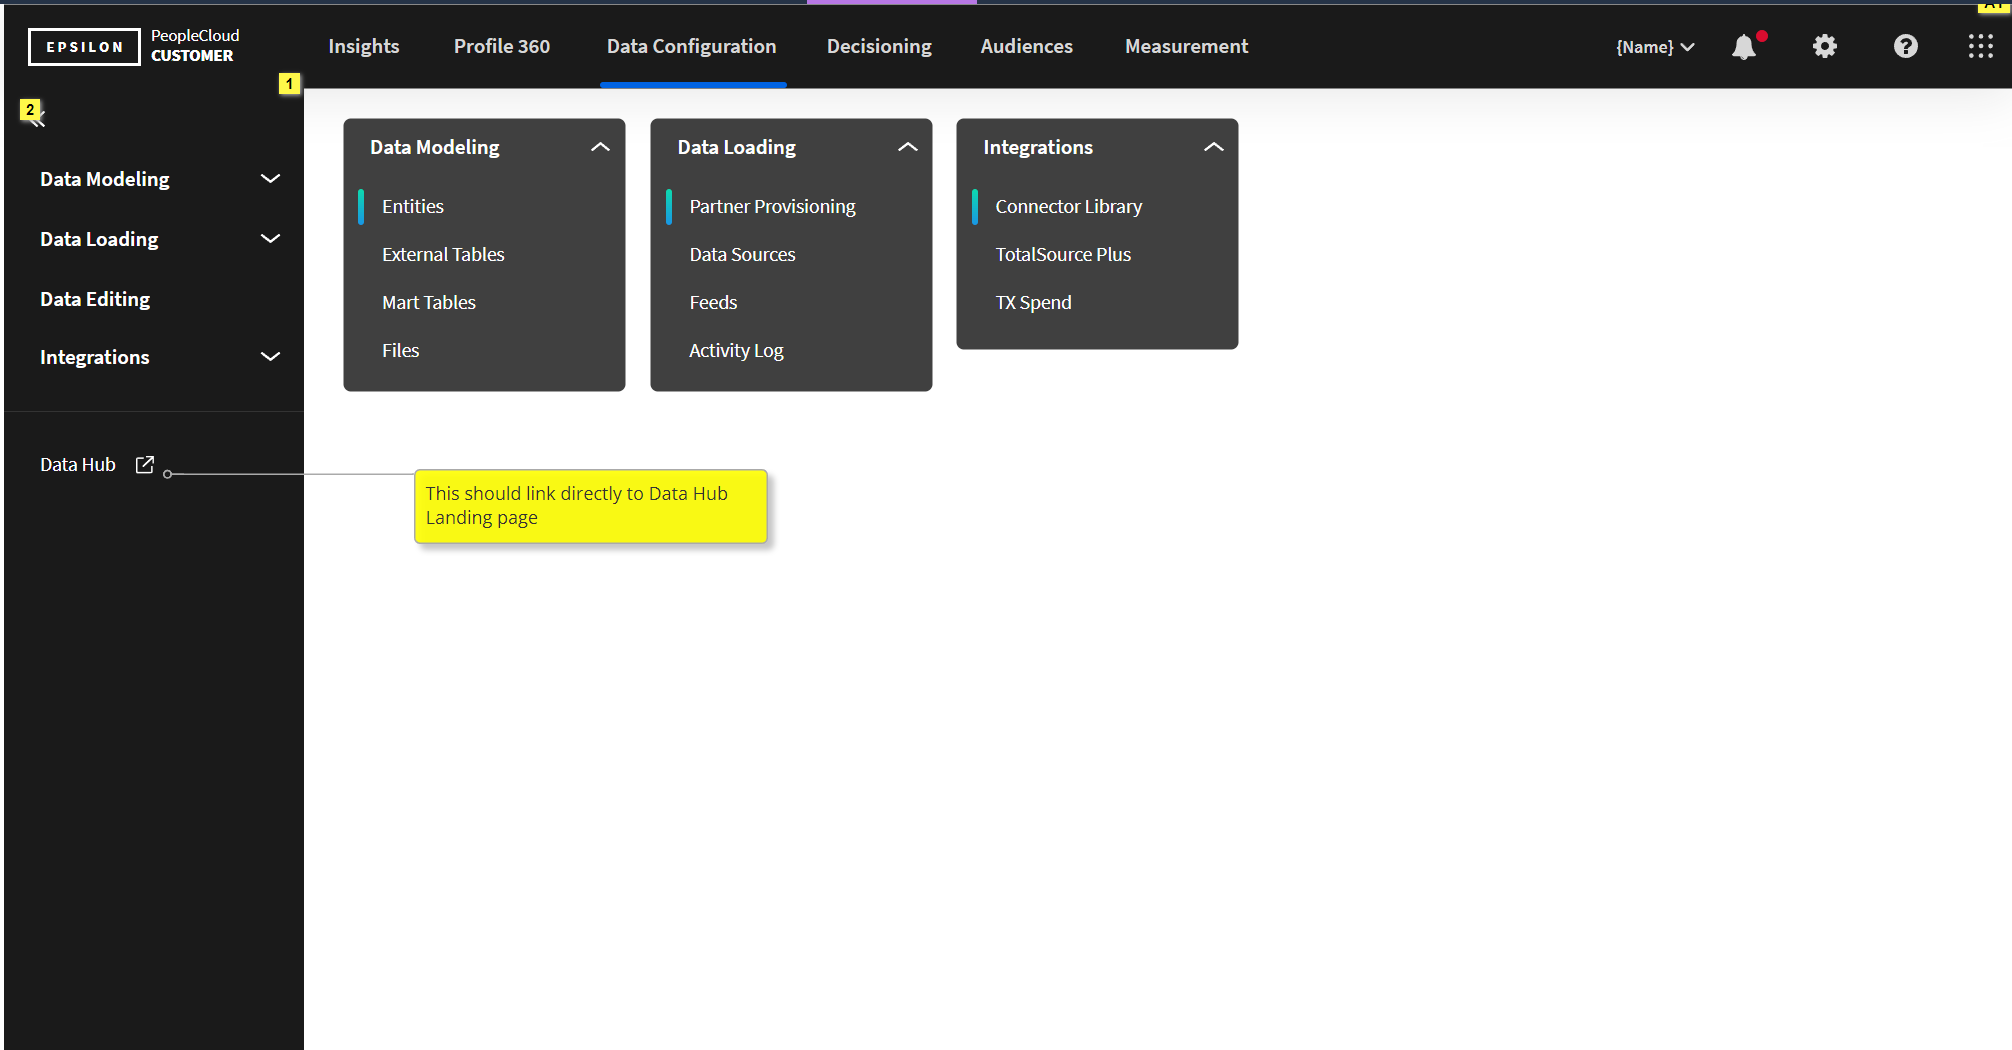 EPSILON
PeopleCloud
CUSTOMER
Insights
Profile 360
Data Configuration
Decisioning
Audiences
Measurement
{Name}
1
2
Data Modeling
Data Loading
Data Editing
Integrations
Data Hub
Data Modeling
Entities
External Tables
Mart Tables
Files
Data Loading
Partner Provisioning
Data Sources
Feeds
Activity Log
Integrations
Connector Library
TotalSource Plus
TX Spend
This should link directly to Data Hub
Landing page